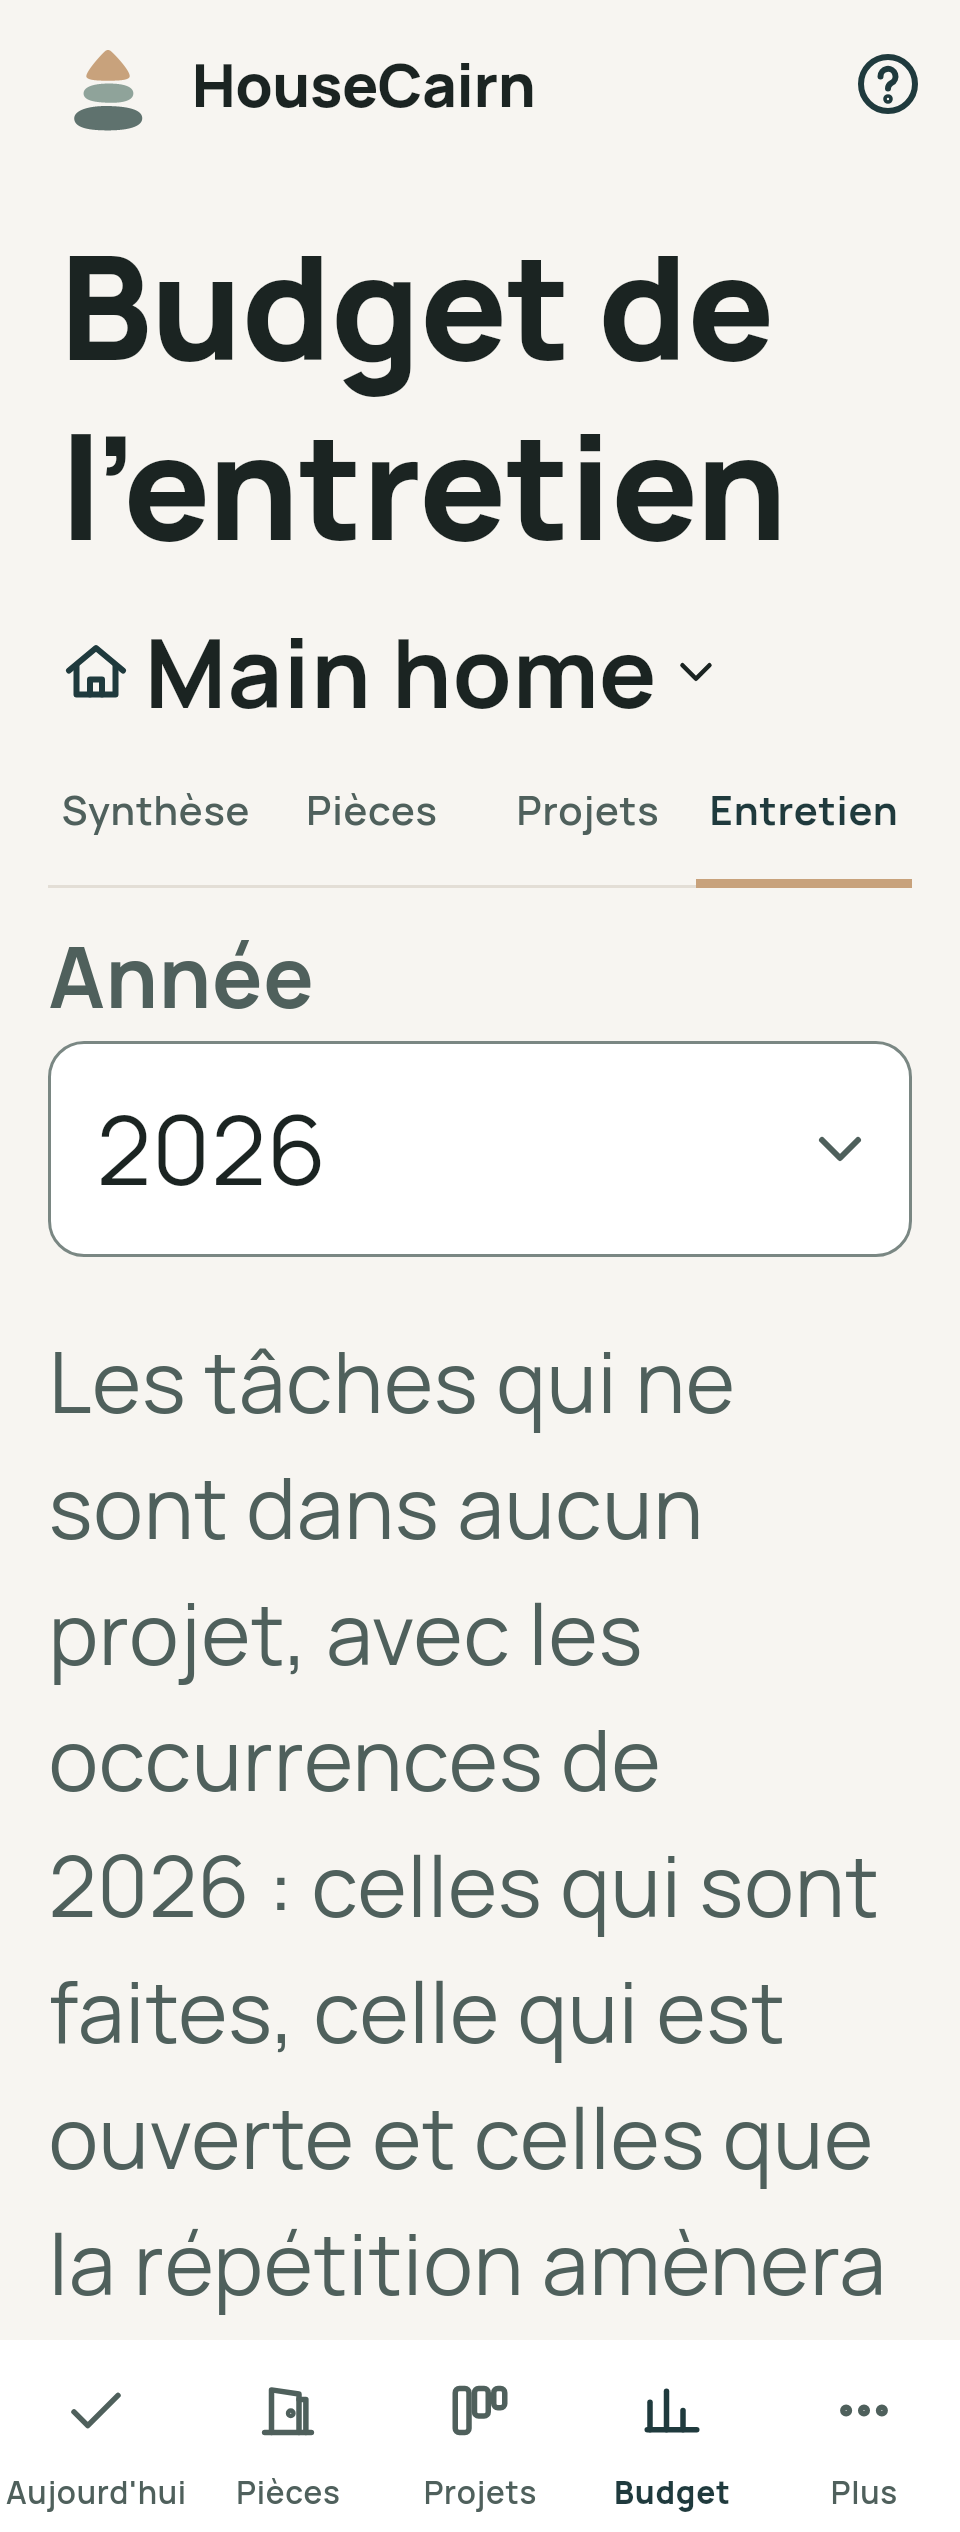 HouseCairn
Budget de
l’entretien
Main home
Synthèse Pièces Projets Entretien
Année
2026
Les tâches qui ne
sont dans aucun
projet, avec les
occurrences de
2026 : celles qui sont
faites, celle qui est
ouverte et celles que
la répétition amènera
Aujourd'hui Pièces Projets Budget Plus